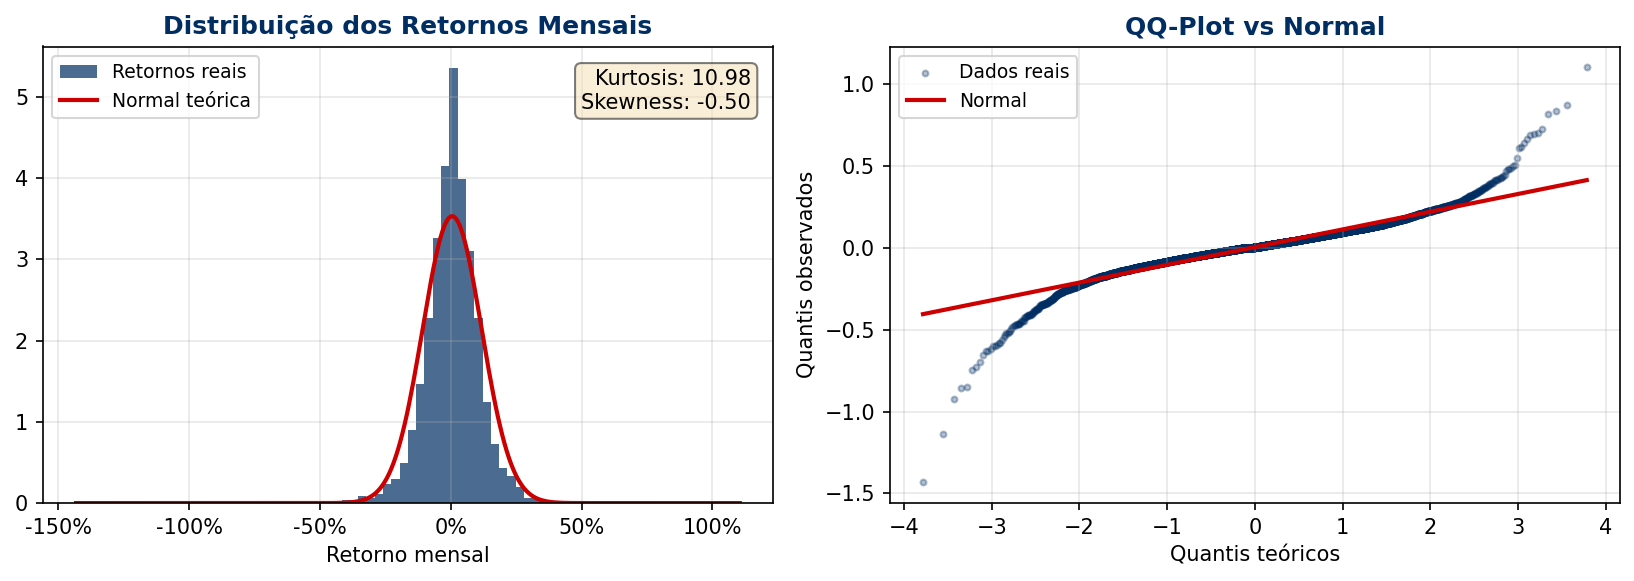 Distribuição dos Retornos Mensais
Retornos reais
Normal teórica
Kurtosis: 10.98
Skewness: -0.50
5
4
3
2
1
0
-150%
-100%
-50%
0%
50%
100%
Retorno mensal
QQ-Plot vs Normal
Dados reais
Normal
Quantis observados
1.0
0.5
0.0
−0.5
−1.0
−1.5
−4
−3
−2
−1
0
1
2
3
4
Quantis teóricos